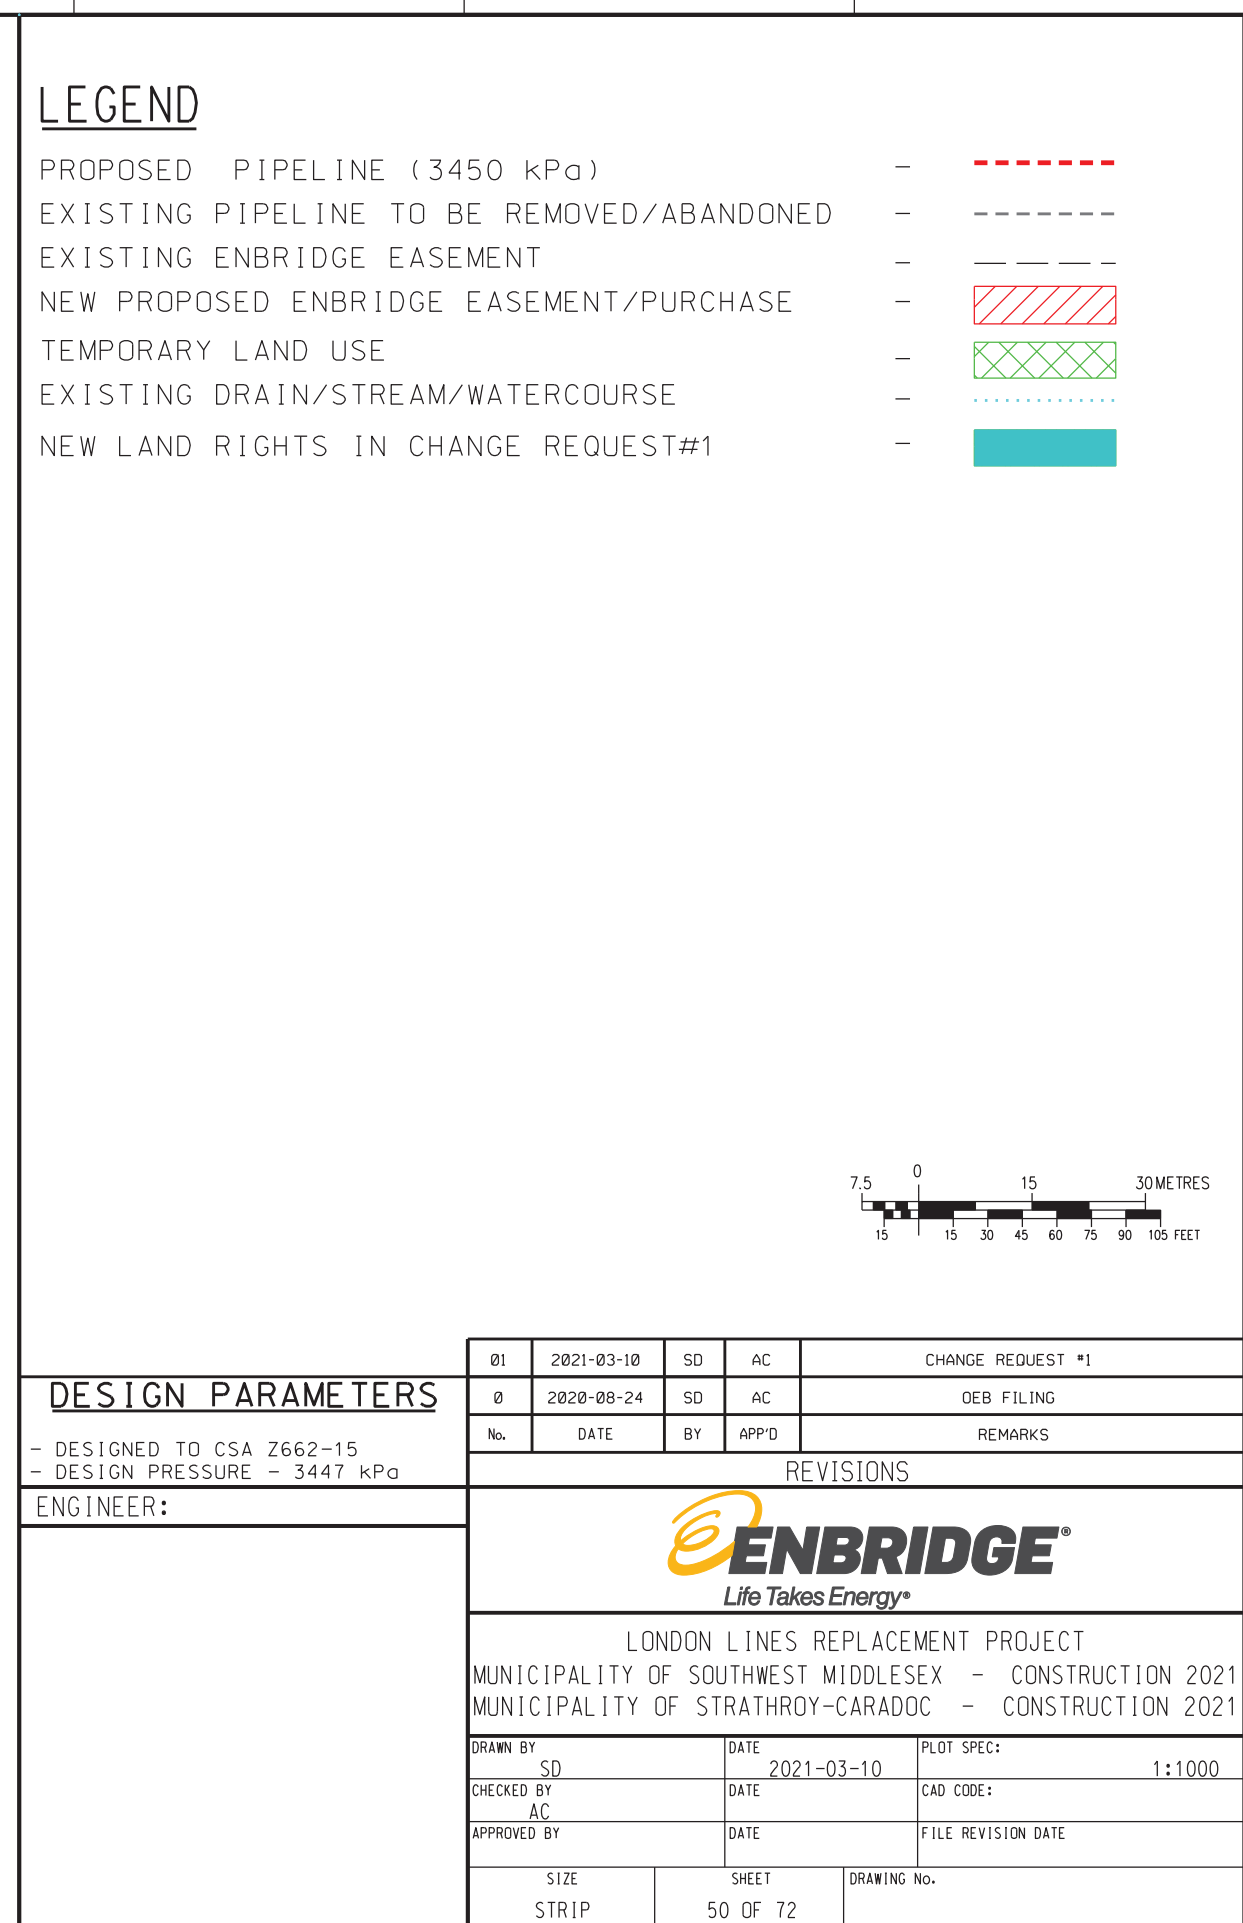 LEGEND
PROPOSED PIPELINE (3450 kPa) -
EXISTING PIPELINE TO BE REMOVED/ABANDONED -
EXISTING ENBRIDGE EASEMENT -
NEW PROPOSED ENBRIDGE EASEMENT/PURCHASE -
TEMPORARY LAND USE -
EXISTING DRAIN/STREAM/WATERCOURSE -
NEW LAND RIGHTS IN CHANGE REQUEST#1 -
7.5 0 15 30 METRES
15 15 30 45 60 75 90 105 FEET
01 2021-03-10 SD AC CHANGE REQUEST #1
0 2020-08-24 SD AC OEB FILING
No. DATE BY APP'D REMARKS
REVISIONS
DESIGN PARAMETERS
- DESIGNED TO CSA Z662-15
- DESIGN PRESSURE - 3447 kPa
ENGINEER:
ENBRIDGE®
Life Takes Energy®
LONDON LINES REPLACEMENT PROJECT
MUNICIPALITY OF SOUTHWEST MIDDLESEX - CONSTRUCTION 2021
MUNICIPALITY OF STRATHROY-CARADOC - CONSTRUCTION 2021
DRAWN BY DATE PLOT SPEC:
SD 2021-03-10 1:1000
CHECKED BY DATE CAD CODE:
AC
APPROVED BY DATE FILE REVISION DATE
SIZE SHEET DRAWING No.
STRIP 50 OF 72